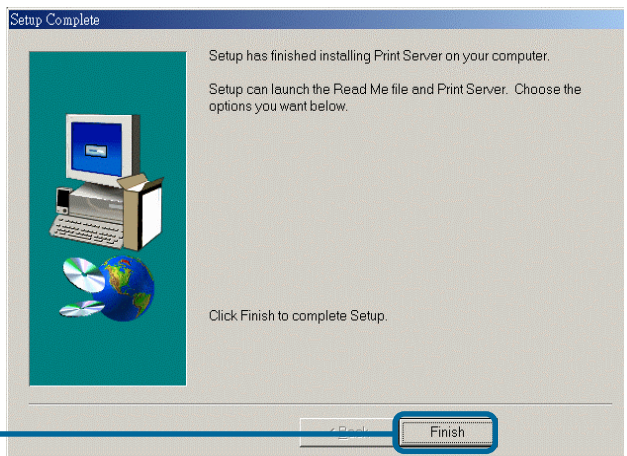 Setup Complete
Setup has finished installing Print Server on your computer.
Setup can launch the Read Me file and Print Server. Choose the
options you want below.
Click Finish to complete Setup.
< Back
Finish